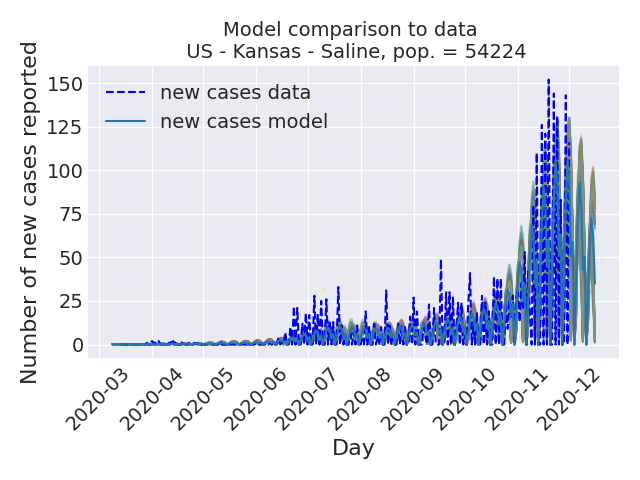 Model comparison to data
US - Kansas - Saline, pop. = 54224
Number of new cases reported
150
125
100
75
50
25
0
new cases data
new cases model
2020-03
2020-04
2020-05
2020-06
2020-07
2020-08
2020-09
2020-10
2020-11
2020-12
Day